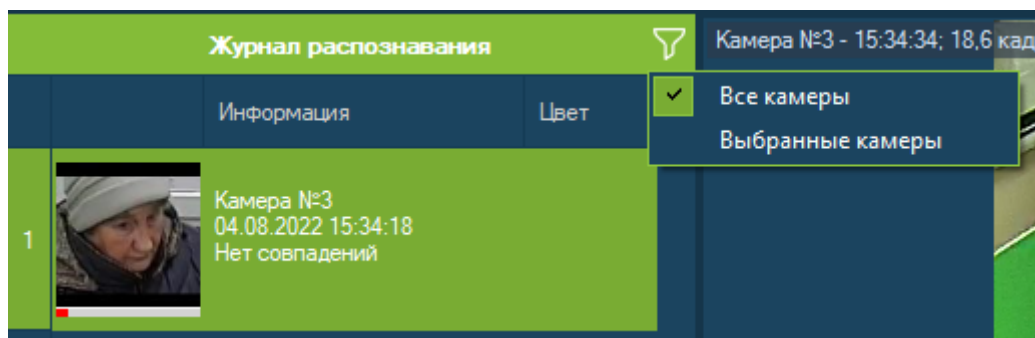 Журнал распознавания
Камера №3 - 15:34:34; 18,6 кад
Информация
Цвет
Все камеры
Выбранные камеры
1
Камера №3
04.08.2022 15:34:18
Нет совпадений